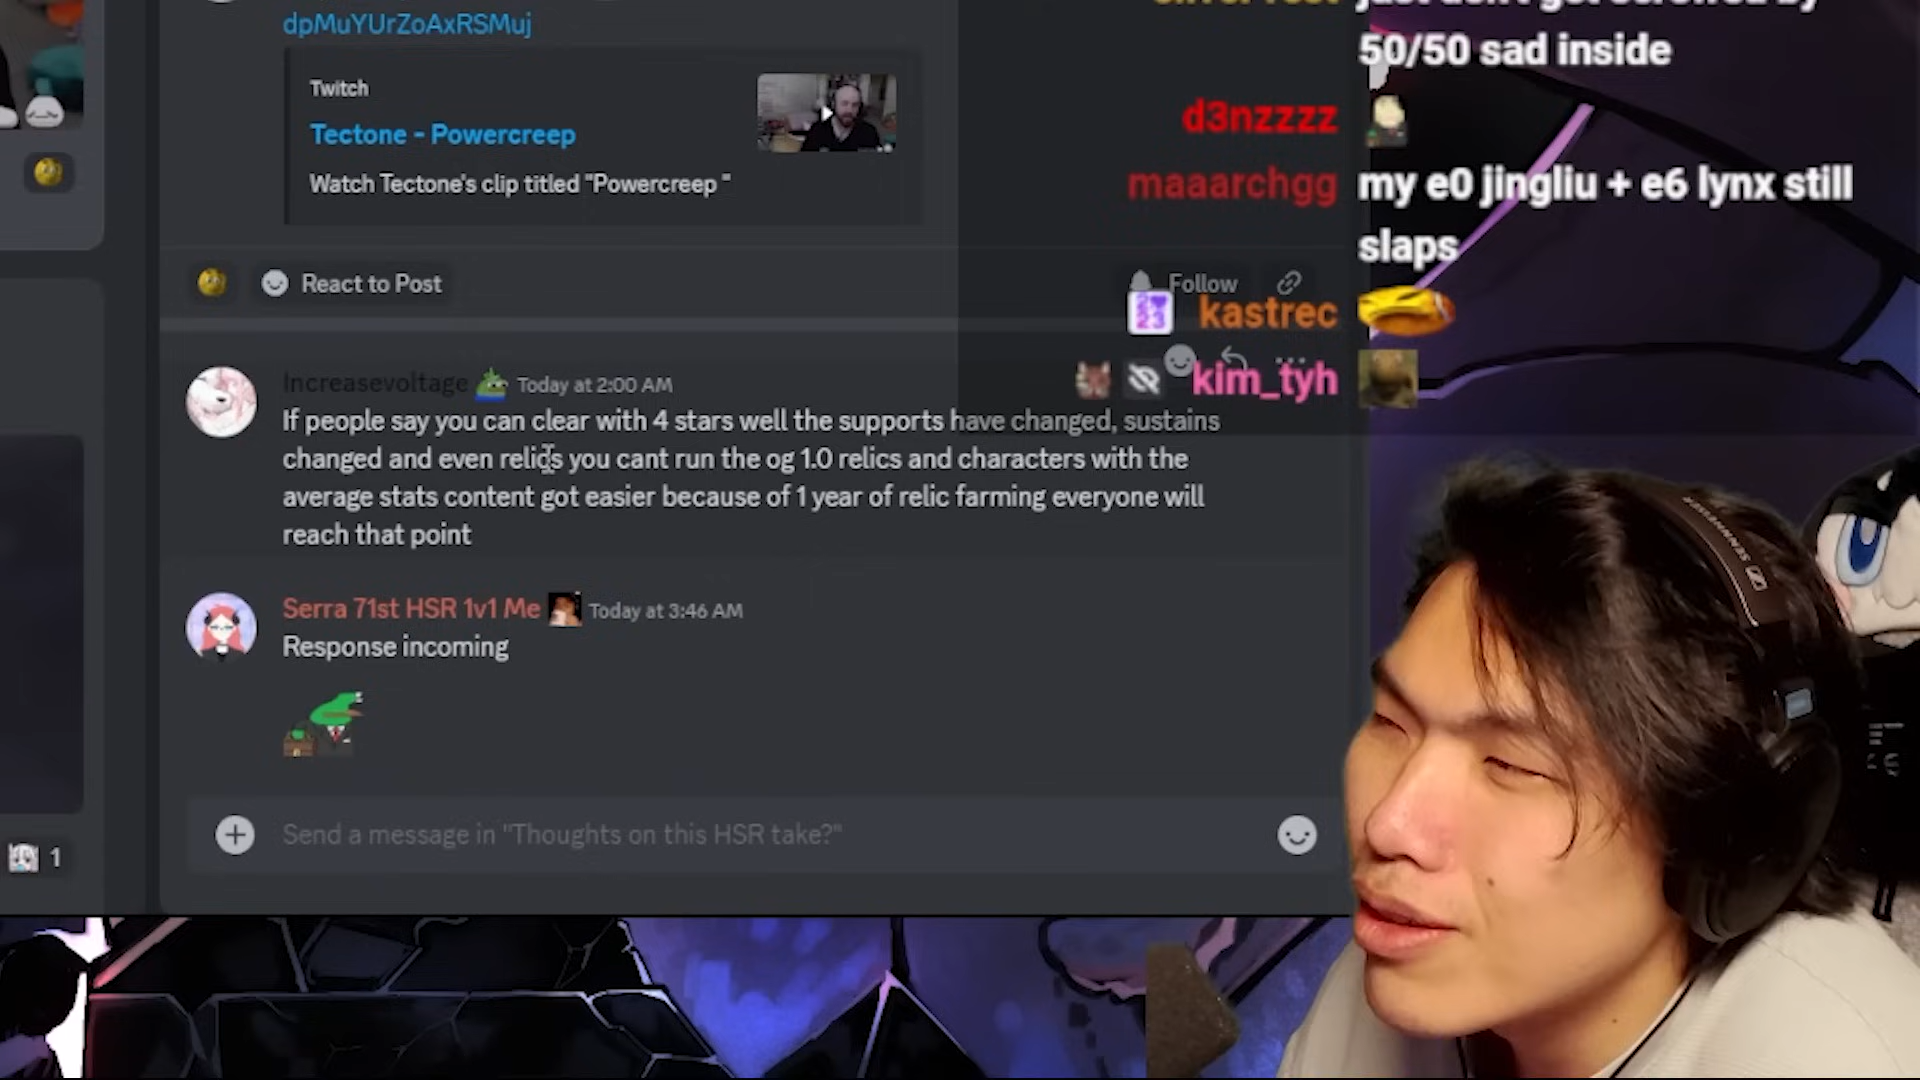 dpMuYUrZoAxRSMuj
Twitch
Tectone - Powercreep
Watch Tectone's clip titled "Powercreep "
React to Post
Follow
Increasevoltage Today at 2:00 AM
If people say you can clear with 4 stars well the supports have changed, sustains
changed and even relics you cant run the og 1.0 relics and characters with the
average stats content got easier because of 1 year of relic farming everyone will
reach that point
Serra 71st HSR 1v1 Me Today at 3:46 AM
Response incoming
Send a message in "Thoughts on this HSR take?"
1
50/50 sad inside
d3nzzzz
maaarchgg my e0 jingliu + e6 lynx still
slaps
kastrec
kim_tyh
SENNHEISER